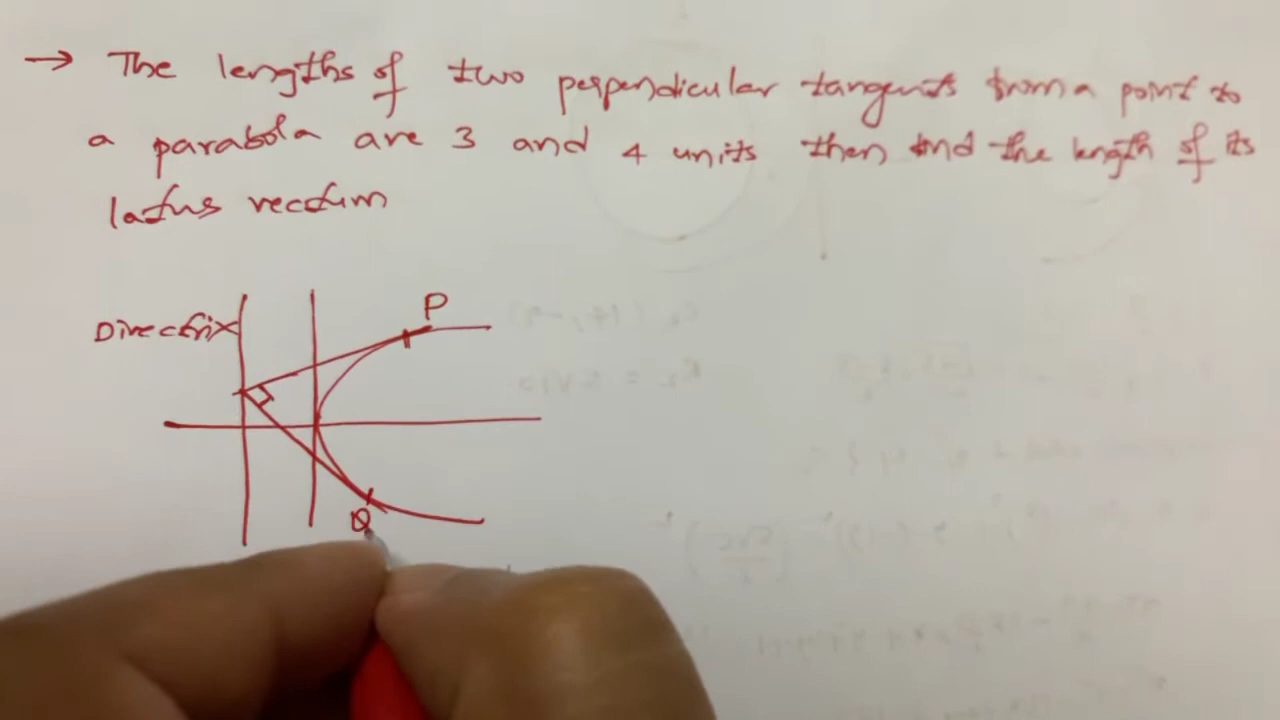 → The lengths of two perpendicular tangents from a point to
a parabola are 3 and 4 units then find the length of its
latus rectum
P
Directrix
Q